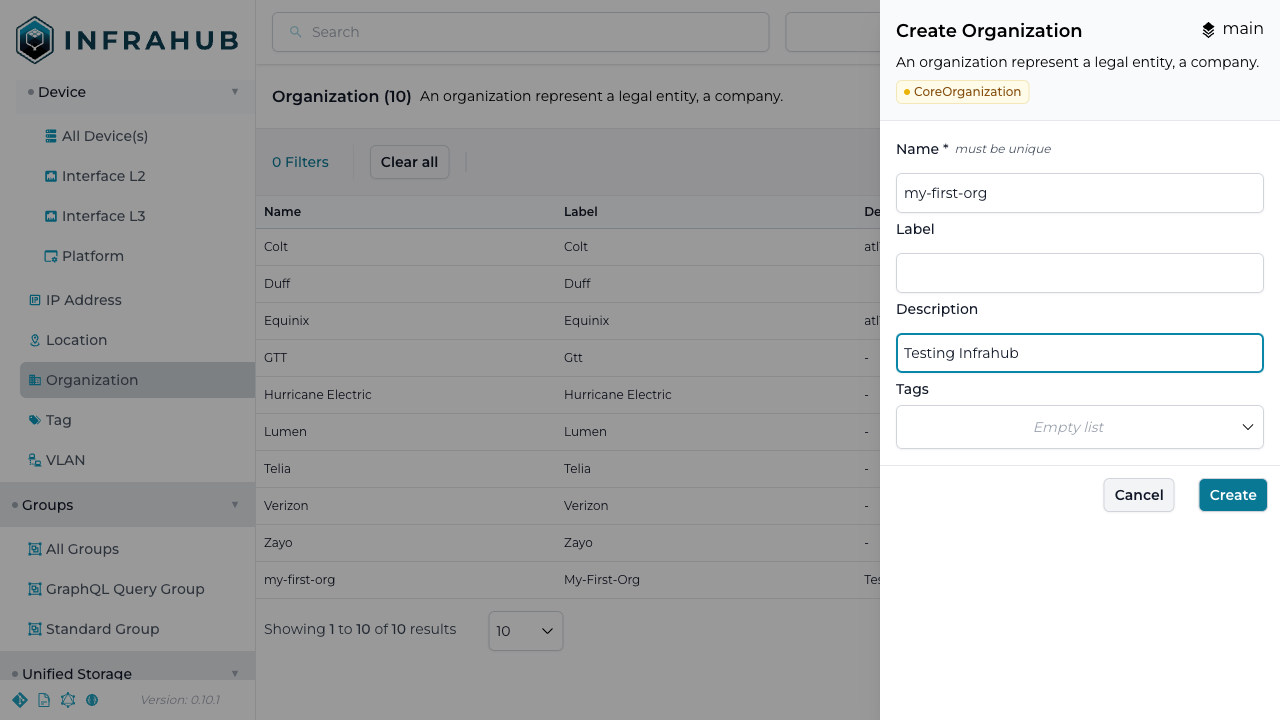 INFRAHUB
Device
All Device(s)
Interface L2
Interface L3
Platform
IP Address
Location
Organization
Tag
VLAN
Groups
All Groups
GraphQL Query Group
Standard Group
Unified Storage
Version: 0.10.1
Search
Organization (10) An organization represent a legal entity, a company.
0 Filters Clear all
Name Label De
Colt Colt atl
Duff Duff
Equinix Equinix atl
GTT Gtt -
Hurricane Electric Hurricane Electric -
Lumen Lumen -
Telia Telia -
Verizon Verizon -
Zayo Zayo -
my-first-org My-First-Org Tes
Showing 1 to 10 of 10 results 10
Create Organization main
An organization represent a legal entity, a company.
CoreOrganization
Name * must be unique
my-first-org
Label
Description
Testing Infrahub
Tags
Empty list
Cancel Create